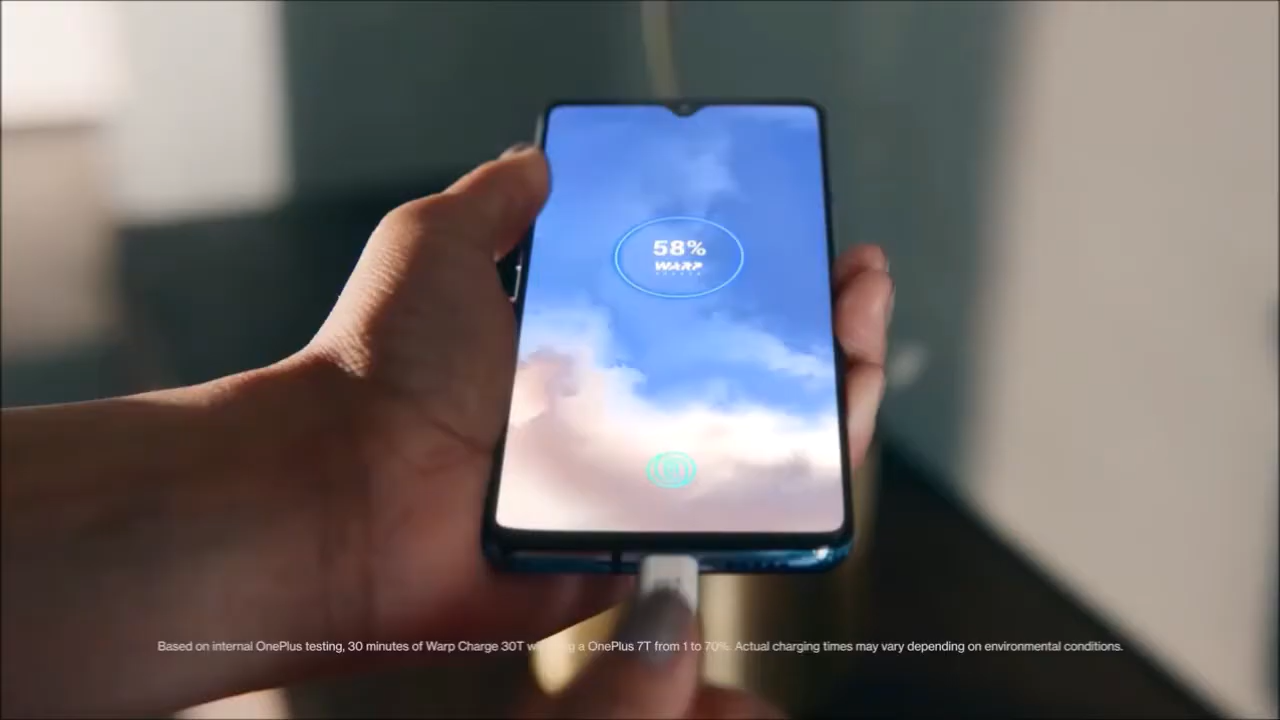 58%
WARP
Based on internal OnePlus testing, 30 minutes of Warp Charge 30T a OnePlus 7T from 1 to 70%. Actual charging times may vary depending on environmental conditions.